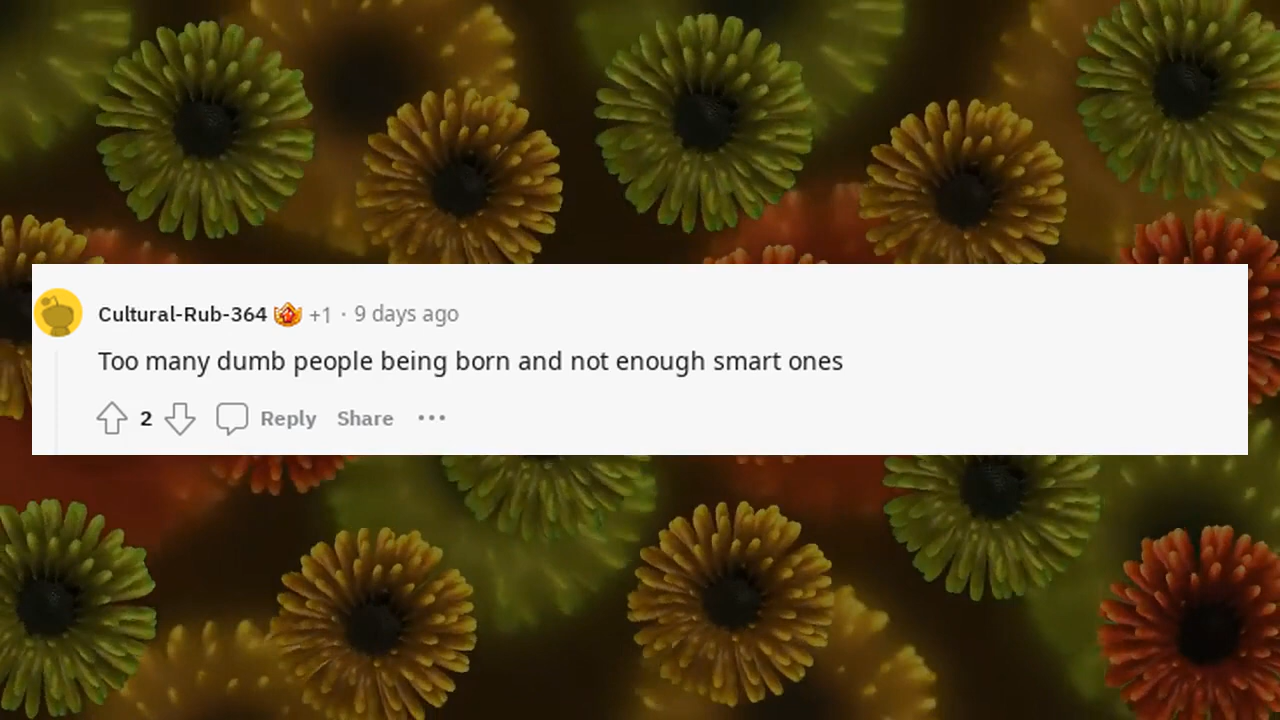 Cultural-Rub-364 +1 · 9 days ago
Too many dumb people being born and not enough smart ones
2 Reply Share ···